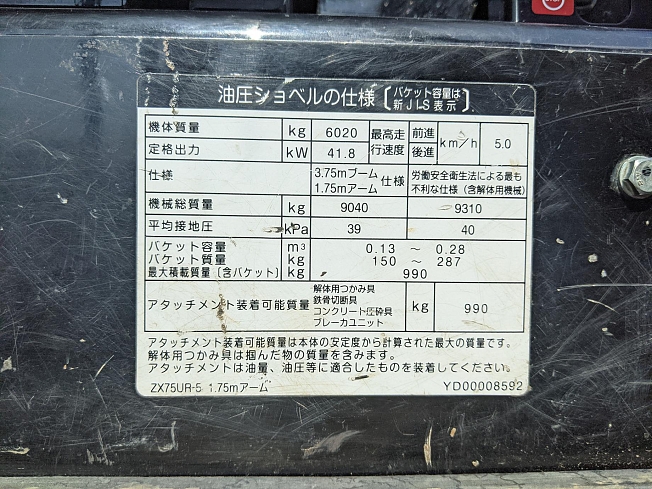 油圧ショベルの仕様〔バケット容量は新JIS表示〕
機体質量 kg 6020 最高走行速度 前進 後進 km/h 5.0
定格出力 kW 41.8
仕様 3.75mブーム 1.75mアーム 仕様 労働安全衛生法による最も不利な仕様(含解体用機械)
機械総質量 kg 9040 9310
平均接地圧 kPa 39 40
バケット容量 m³ 0.13 ～ 0.28
バケット質量 kg 150 ～ 287
最大積載質量(含バケット) kg 990
アタッチメント装着可能質量 解体用つかみ具 鉄骨切断具 コンクリート圧砕具 ブレーカユニット kg 990
アタッチメント装着可能質量は本体の安定度から計算された最大の質量です。
解体用つかみ具は掴んだ物の質量を含みます。
アタッチメントは油量、油圧等に適合したものを装着してください。
ZX75UR-5 1.75mアーム YD00008592